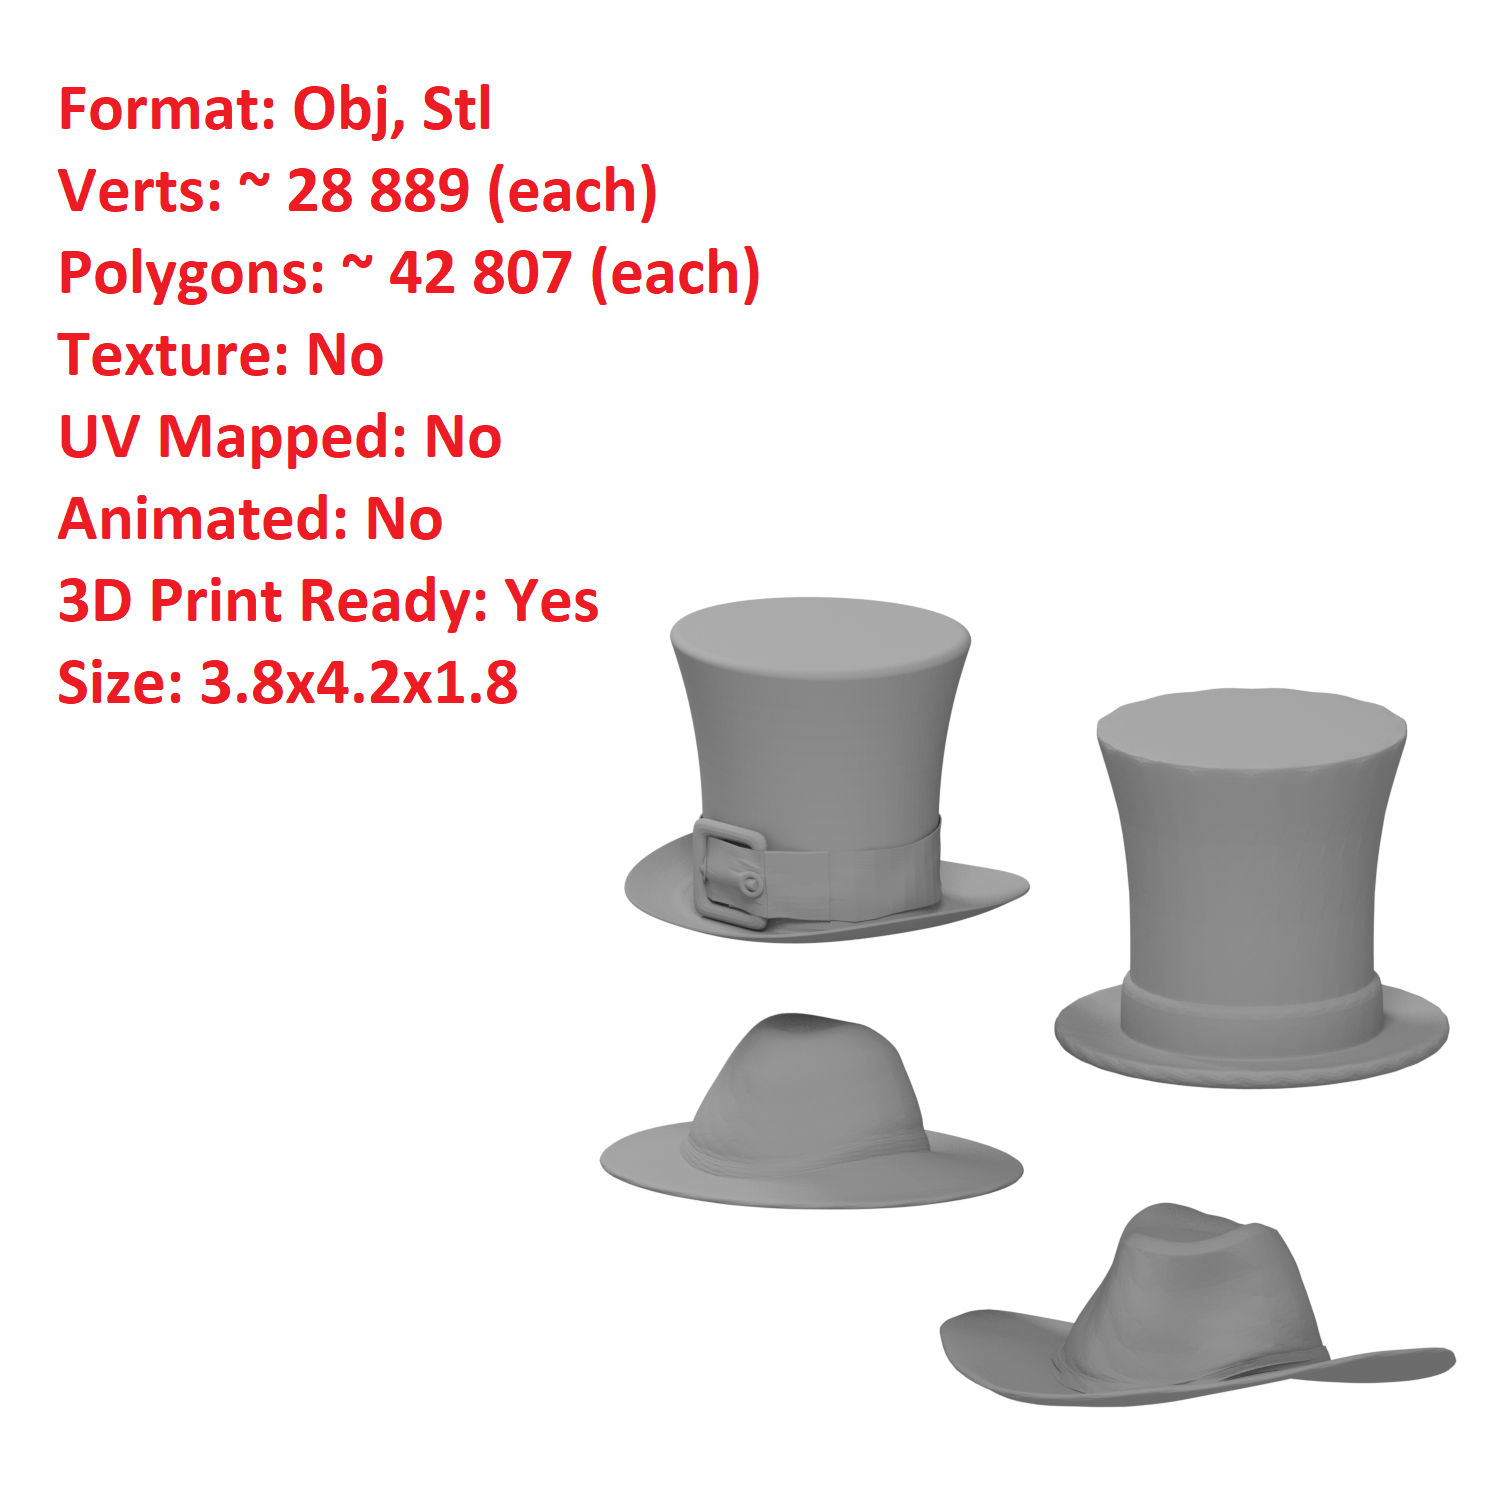 Format: Obj, Stl
Verts: ~ 28 889 (each)
Polygons: ~ 42 807 (each)
Texture: No
UV Mapped: No
Animated: No
3D Print Ready: Yes
Size: 3.8x4.2x1.8